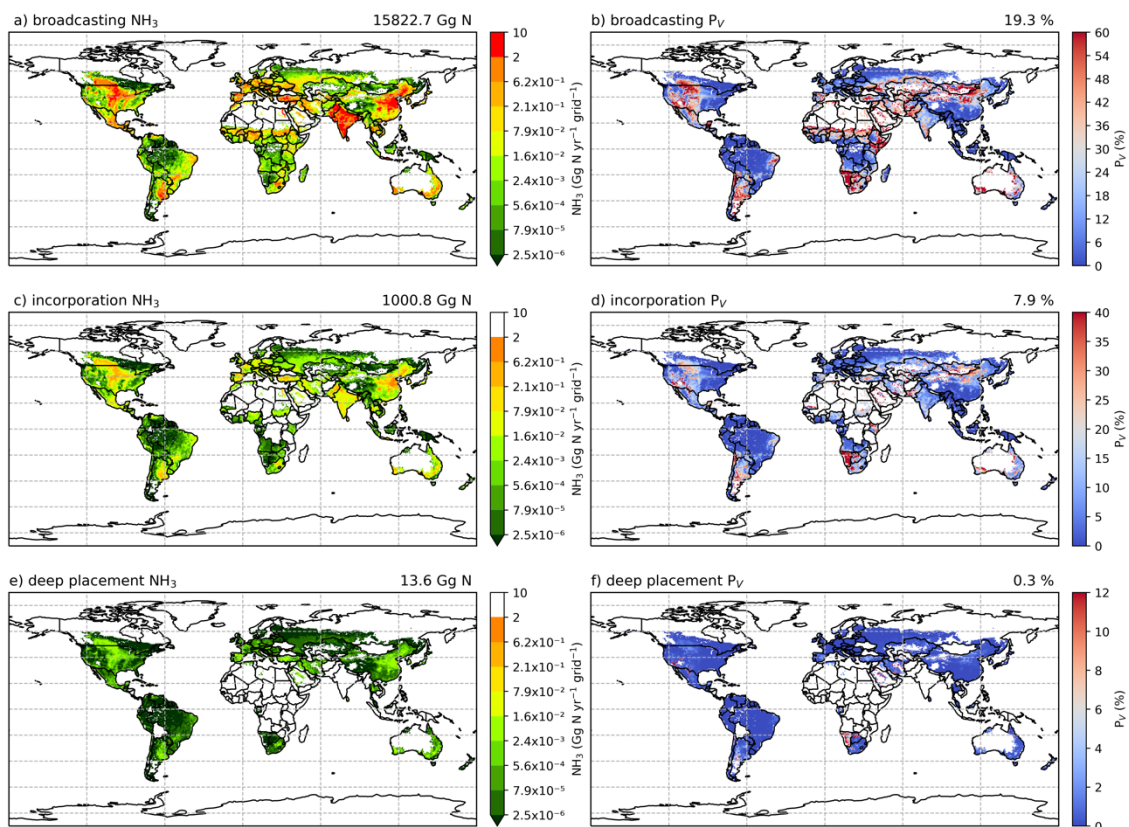 a) broadcasting NH₃ 15822.7 Gg N
10
2
6.2x10⁻¹
2.1x10⁻¹
7.9x10⁻²
1.6x10⁻²
2.4x10⁻³
5.6x10⁻⁴
7.9x10⁻⁵
2.5x10⁻⁶
NH₃ (Gg N yr⁻¹ grid⁻¹)
b) broadcasting Pᵥ 19.3 %
60
54
48
42
36
30
24
18
12
6
0
Pᵥ (%)
c) incorporation NH₃ 1000.8 Gg N
10
2
6.2x10⁻¹
2.1x10⁻¹
7.9x10⁻²
1.6x10⁻²
2.4x10⁻³
5.6x10⁻⁴
7.9x10⁻⁵
2.5x10⁻⁶
NH₃ (Gg N yr⁻¹ grid⁻¹)
d) incorporation Pᵥ 7.9 %
40
35
30
25
20
15
10
5
0
Pᵥ (%)
e) deep placement NH₃ 13.6 Gg N
10
2
6.2x10⁻¹
2.1x10⁻¹
7.9x10⁻²
1.6x10⁻²
2.4x10⁻³
5.6x10⁻⁴
7.9x10⁻⁵
2.5x10⁻⁶
NH₃ (Gg N yr⁻¹ grid⁻¹)
f) deep placement Pᵥ 0.3 %
12
10
8
6
4
2
0
Pᵥ (%)